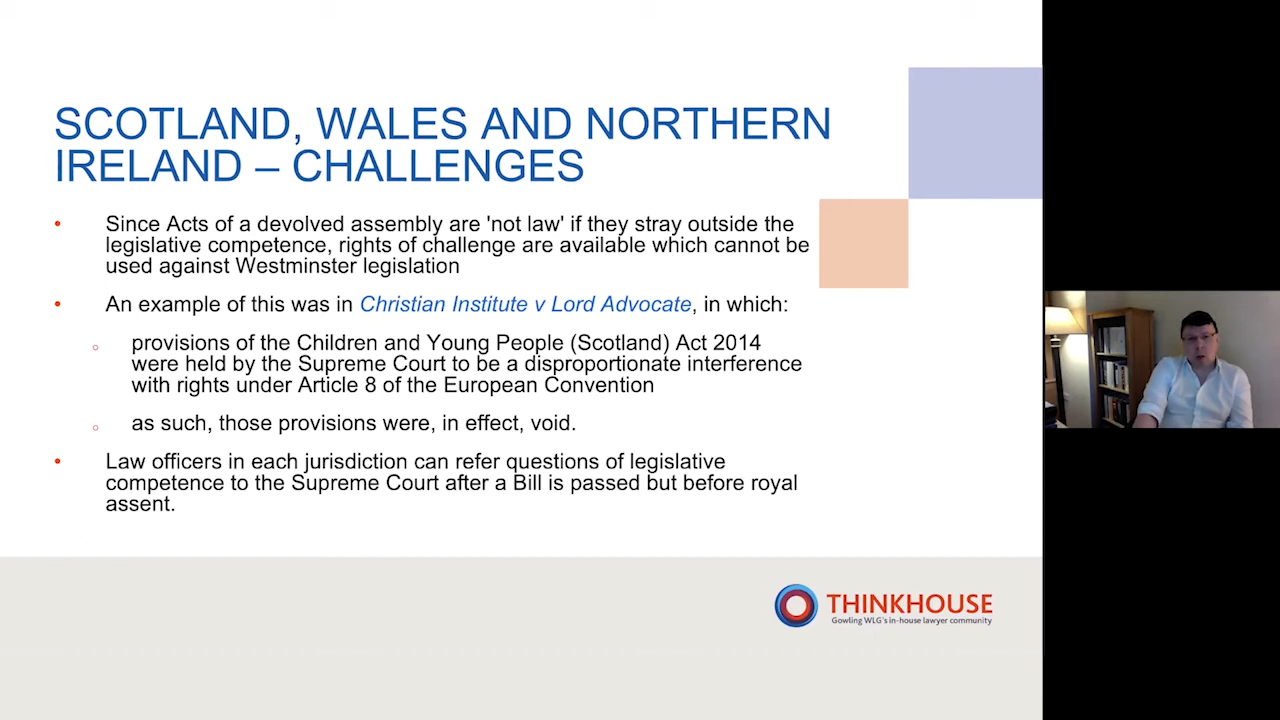 SCOTLAND, WALES AND NORTHERN
IRELAND – CHALLENGES
• Since Acts of a devolved assembly are 'not law' if they stray outside the
legislative competence, rights of challenge are available which cannot be
used against Westminster legislation
• An example of this was in Christian Institute v Lord Advocate, in which:
o provisions of the Children and Young People (Scotland) Act 2014
were held by the Supreme Court to be a disproportionate interference
with rights under Article 8 of the European Convention
o as such, those provisions were, in effect, void.
• Law officers in each jurisdiction can refer questions of legislative
competence to the Supreme Court after a Bill is passed but before royal
assent.
THINKHOUSE
Gowling WLG's in-house lawyer community